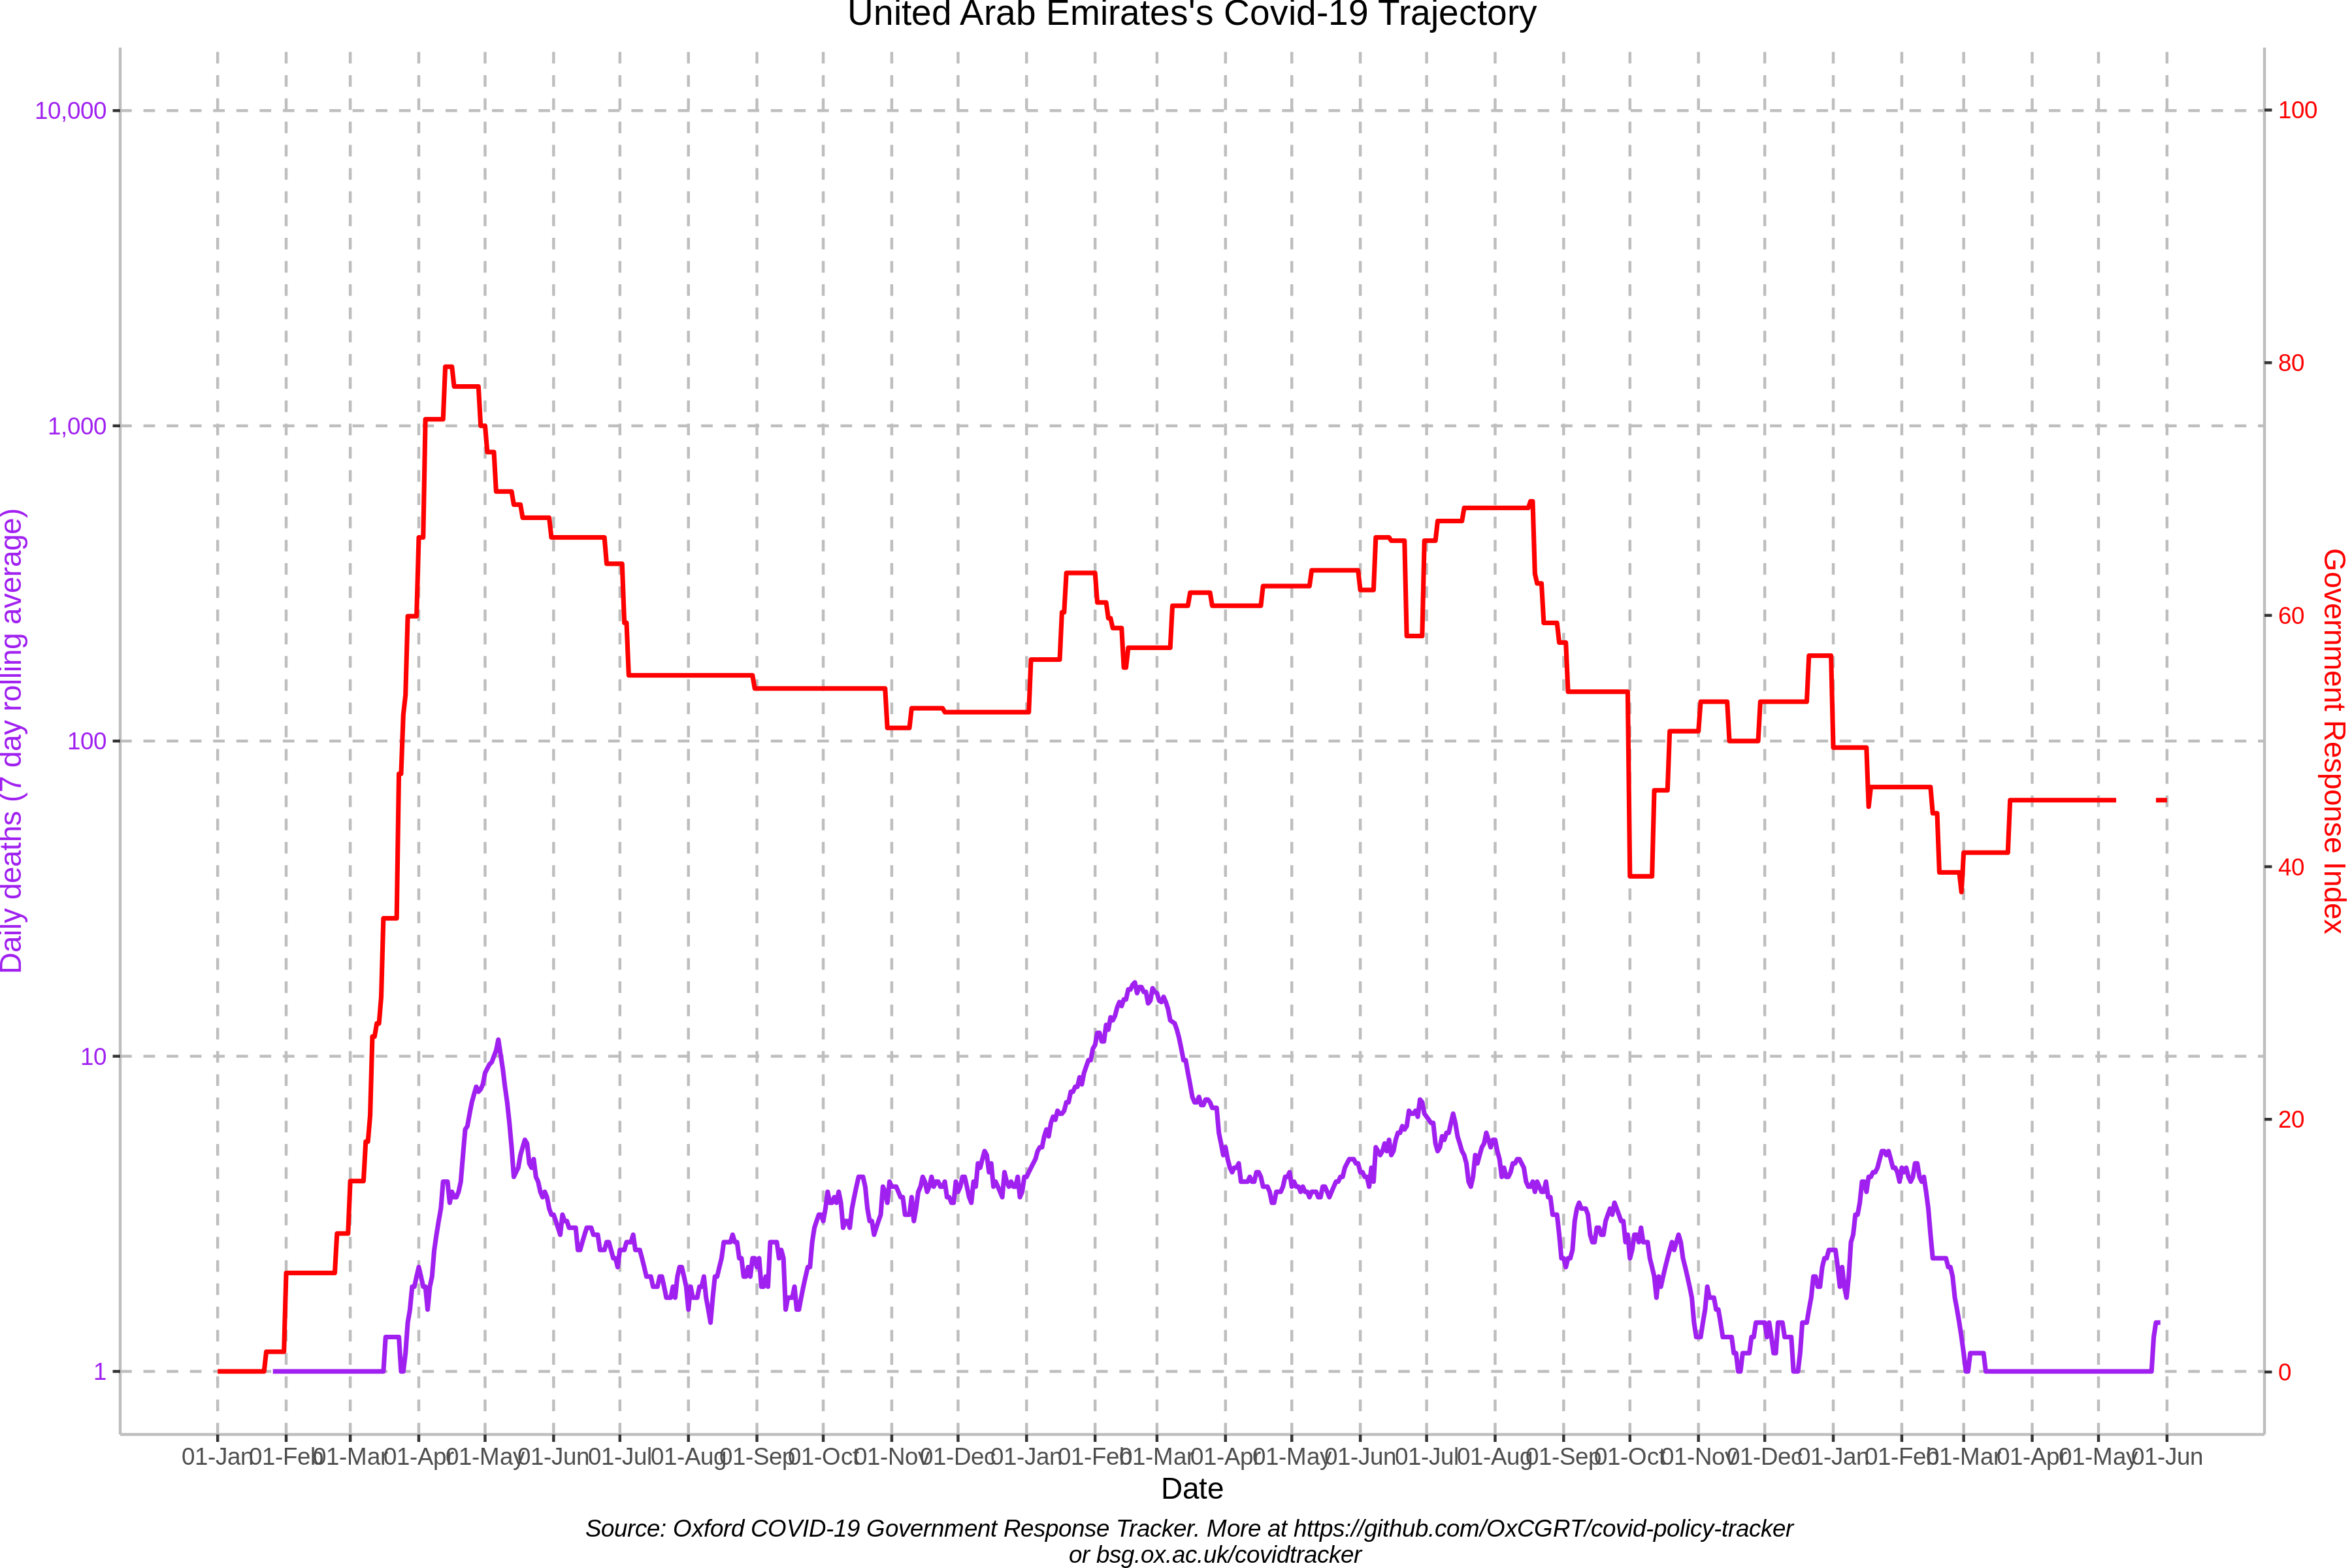 United Arab Emirates's Covid-19 Trajectory
10,000
1,000
100
10
1
Daily deaths (7 day rolling average)
100
80
60
40
20
0
Government Response Index
01-Jan 01-Feb 01-Mar 01-Apr 01-May 01-Jun 01-Jul 01-Aug 01-Sep 01-Oct 01-Nov 01-Dec 01-Jan 01-Feb 01-Mar 01-Apr 01-May 01-Jun 01-Jul 01-Aug 01-Sep 01-Oct 01-Nov 01-Dec 01-Jan 01-Feb 01-Mar 01-Apr 01-May 01-Jun
Date
Source: Oxford COVID-19 Government Response Tracker. More at https://github.com/OxCGRT/covid-policy-tracker
or bsg.ox.ac.uk/covidtracker